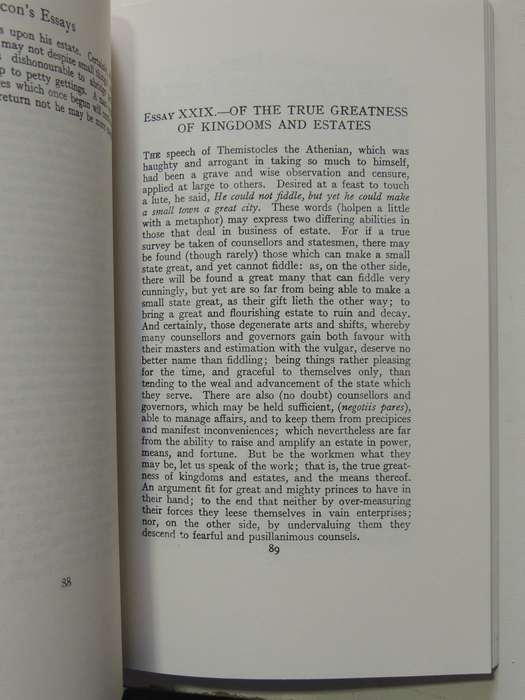 con's Essays
s upon his estate. Certainly
may not despise small things
dishonourable to
p to petty gettings. A man
es which once begun will
return not he may be more
88
Essay XXIX.—OF THE TRUE GREATNESS
OF KINGDOMS AND ESTATES
The speech of Themistocles the Athenian, which was
haughty and arrogant in taking so much to himself,
had been a grave and wise observation and censure,
applied at large to others. Desired at a feast to touch
a lute, he said, He could not fiddle, but yet he could make
a small town a great city. These words (holpen a little
with a metaphor) may express two differing abilities in
those that deal in business of estate. For if a true
survey be taken of counsellors and statesmen, there may
be found (though rarely) those which can make a small
state great, and yet cannot fiddle: as, on the other side,
there will be found a great many that can fiddle very
cunningly, but yet are so far from being able to make a
small state great, as their gift lieth the other way; to
bring a great and flourishing estate to ruin and decay.
And certainly, those degenerate arts and shifts, whereby
many counsellors and governors gain both favour with
their masters and estimation with the vulgar, deserve no
better name than fiddling; being things rather pleasing
for the time, and graceful to themselves only, than
tending to the weal and advancement of the state which
they serve. There are also (no doubt) counsellors and
governors, which may be held sufficient, (negotiis pares),
able to manage affairs, and to keep them from precipices
and manifest inconveniences; which nevertheless are far
from the ability to raise and amplify an estate in power,
means, and fortune. But be the workmen what they
may be, let us speak of the work; that is, the true great-
ness of kingdoms and estates, and the means thereof.
An argument fit for great and mighty princes to have in
their hand; to the end that neither by over-measuring
their forces they leese themselves in vain enterprises;
nor, on the other side, by undervaluing them they
descend to fearful and pusillanimous counsels.
89